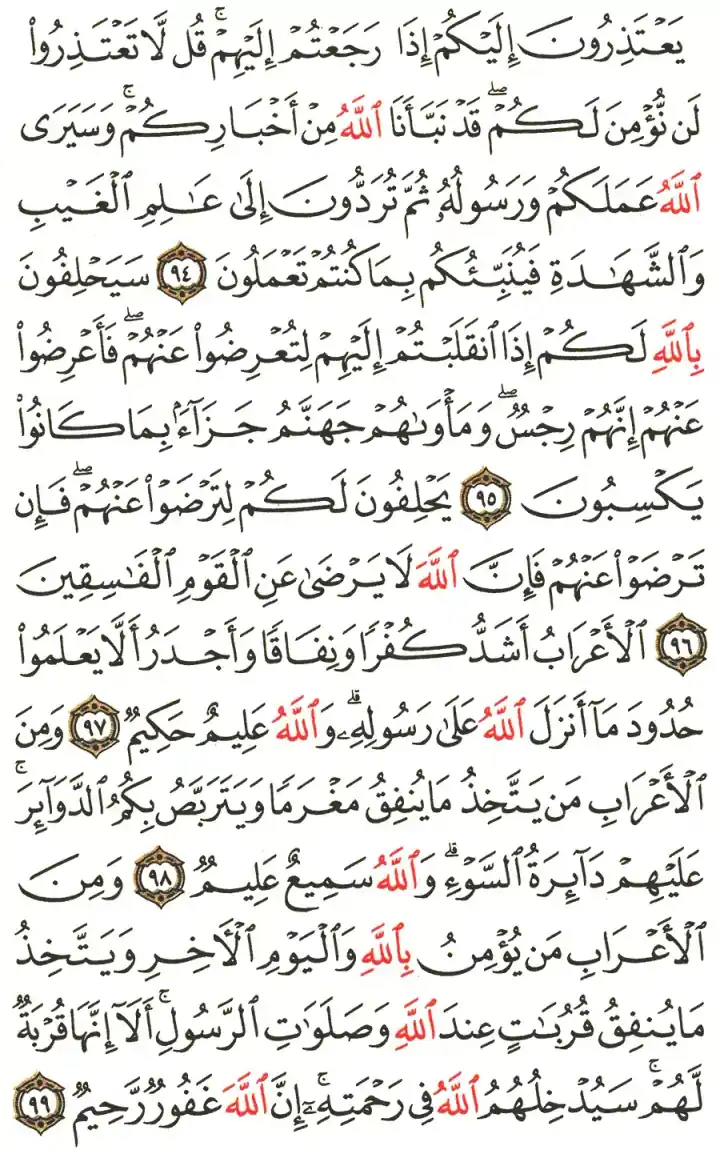 يَعْتَذِرُونَ إِلَيْكُمْ إِذَا رَجَعْتُمْ إِلَيْهِمْ ۚ قُل لَّا تَعْتَذِرُوا۟
لَن نُّؤْمِنَ لَكُمْ ۖ قَدْ نَبَّأَنَا ٱللَّهُ مِنْ أَخْبَارِكُمْ ۚ وَسَيَرَى
ٱللَّهُ عَمَلَكُمْ وَرَسُولُهُۥ ثُمَّ تُرَدُّونَ إِلَىٰ عَـٰلِمِ ٱلْغَيْبِ
وَٱلشَّهَـٰدَةِ فَيُنَبِّئُكُم بِمَا كُنتُمْ تَعْمَلُونَ ٩٤ سَيَحْلِفُونَ
بِٱللَّهِ لَكُمْ إِذَا ٱنقَلَبْتُمْ إِلَيْهِمْ لِتُعْرِضُوا۟ عَنْهُمْ ۖ فَأَعْرِضُوا۟
عَنْهُمْ إِنَّهُمْ رِجْسٌ ۖ وَمَأْوَىٰهُمْ جَهَنَّمُ جَزَآءًۢ بِمَا كَانُوا۟
يَكْسِبُونَ ٩٥ يَحْلِفُونَ لَكُمْ لِتَرْضَوْا۟ عَنْهُمْ ۖ فَإِن
تَرْضَوْا۟ عَنْهُمْ فَإِنَّ ٱللَّهَ لَا يَرْضَىٰ عَنِ ٱلْقَوْمِ ٱلْفَـٰسِقِينَ
٩٦ ٱلْأَعْرَابُ أَشَدُّ كُفْرًا وَنِفَاقًا وَأَجْدَرُ أَلَّا يَعْلَمُوا۟
حُدُودَ مَآ أَنزَلَ ٱللَّهُ عَلَىٰ رَسُولِهِۦ ۗ وَٱللَّهُ عَلِيمٌ حَكِيمٌ ٩٧ وَمِنَ
ٱلْأَعْرَابِ مَن يَتَّخِذُ مَا يُنفِقُ مَغْرَمًا وَيَتَرَبَّصُ بِكُمُ ٱلدَّوَآئِرَ ۚ
عَلَيْهِمْ دَآئِرَةُ ٱلسَّوْءِ ۗ وَٱللَّهُ سَمِيعٌ عَلِيمٌ ٩٨ وَمِنَ
ٱلْأَعْرَابِ مَن يُؤْمِنُ بِٱللَّهِ وَٱلْيَوْمِ ٱلْـَٔاخِرِ وَيَتَّخِذُ
مَا يُنفِقُ قُرُبَـٰتٍ عِندَ ٱللَّهِ وَصَلَوَٰتِ ٱلرَّسُولِ ۚ أَلَآ إِنَّهَا قُرْبَةٌ
لَّهُمْ ۚ سَيُدْخِلُهُمُ ٱللَّهُ فِى رَحْمَتِهِۦٓ ۗ إِنَّ ٱللَّهَ غَفُورٌ رَّحِيمٌ ٩٩